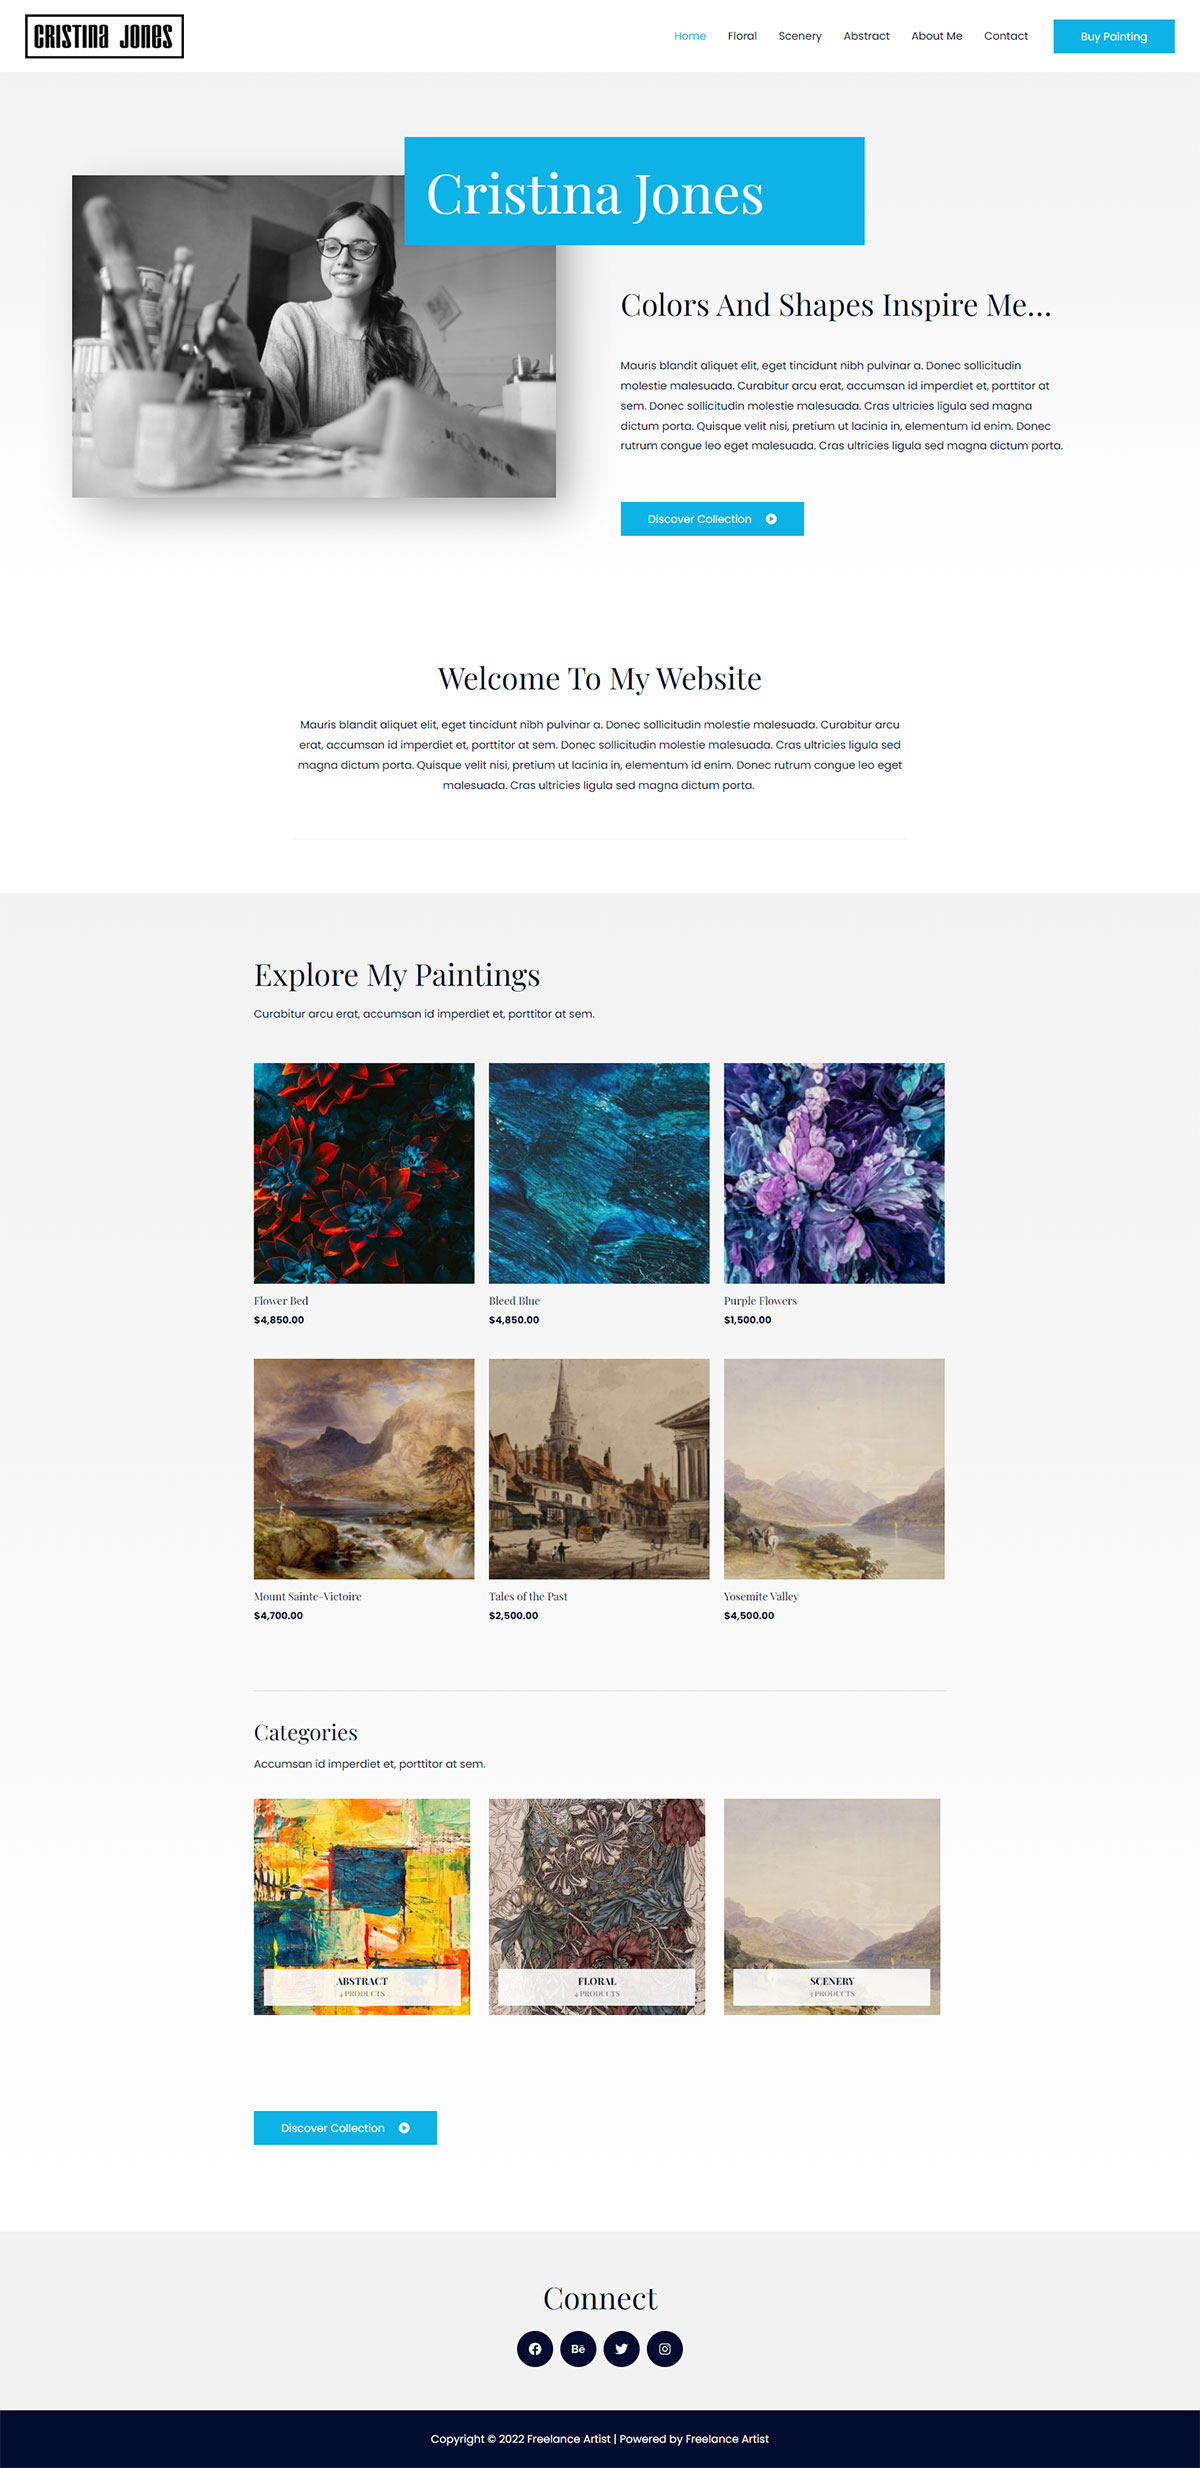 CRISTINA JONES
Home Floral Scenery Abstract About Me Contact Buy Painting
Cristina Jones
Colors And Shapes Inspire Me...
Mauris blandit aliquet elit, eget tincidunt nibh pulvinar a. Donec sollicitudin
molestie malesuada. Curabitur arcu erat, accumsan id imperdiet et, porttitor at
sem. Donec sollicitudin molestie malesuada. Cras ultricies ligula sed magna
dictum porta. Quisque velit nisi, pretium ut lacinia in, elementum id enim. Donec
rutrum congue leo eget malesuada. Cras ultricies ligula sed magna dictum porta.
Discover Collection
Welcome To My Website
Mauris blandit aliquet elit, eget tincidunt nibh pulvinar a. Donec sollicitudin molestie malesuada. Curabitur arcu
erat, accumsan id imperdiet et, porttitor at sem. Donec sollicitudin molestie malesuada. Cras ultricies ligula sed
magna dictum porta. Quisque velit nisi, pretium ut lacinia in, elementum id enim. Donec rutrum congue leo eget
malesuada. Cras ultricies ligula sed magna dictum porta.
Explore My Paintings
Curabitur arcu erat, accumsan id imperdiet et, porttitor at sem.
Flower Bed
$4,850.00
Bleed Blue
$4,850.00
Purple Flowers
$1,500.00
Mount Sainte-Victoire
$4,700.00
Tales of the Past
$2,500.00
Yosemite Valley
$4,500.00
Categories
Accumsan id imperdiet et, porttitor at sem.
ABSTRACT
4 PRODUCTS
FLORAL
4 PRODUCTS
SCENERY
3 PRODUCTS
Discover Collection
Connect
Bē
Copyright © 2022 Freelance Artist | Powered by Freelance Artist